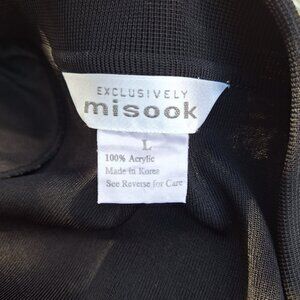 EXCLUSIVELY
misook
L
100% Acrylic
Made in Korea
See Reverse for Care